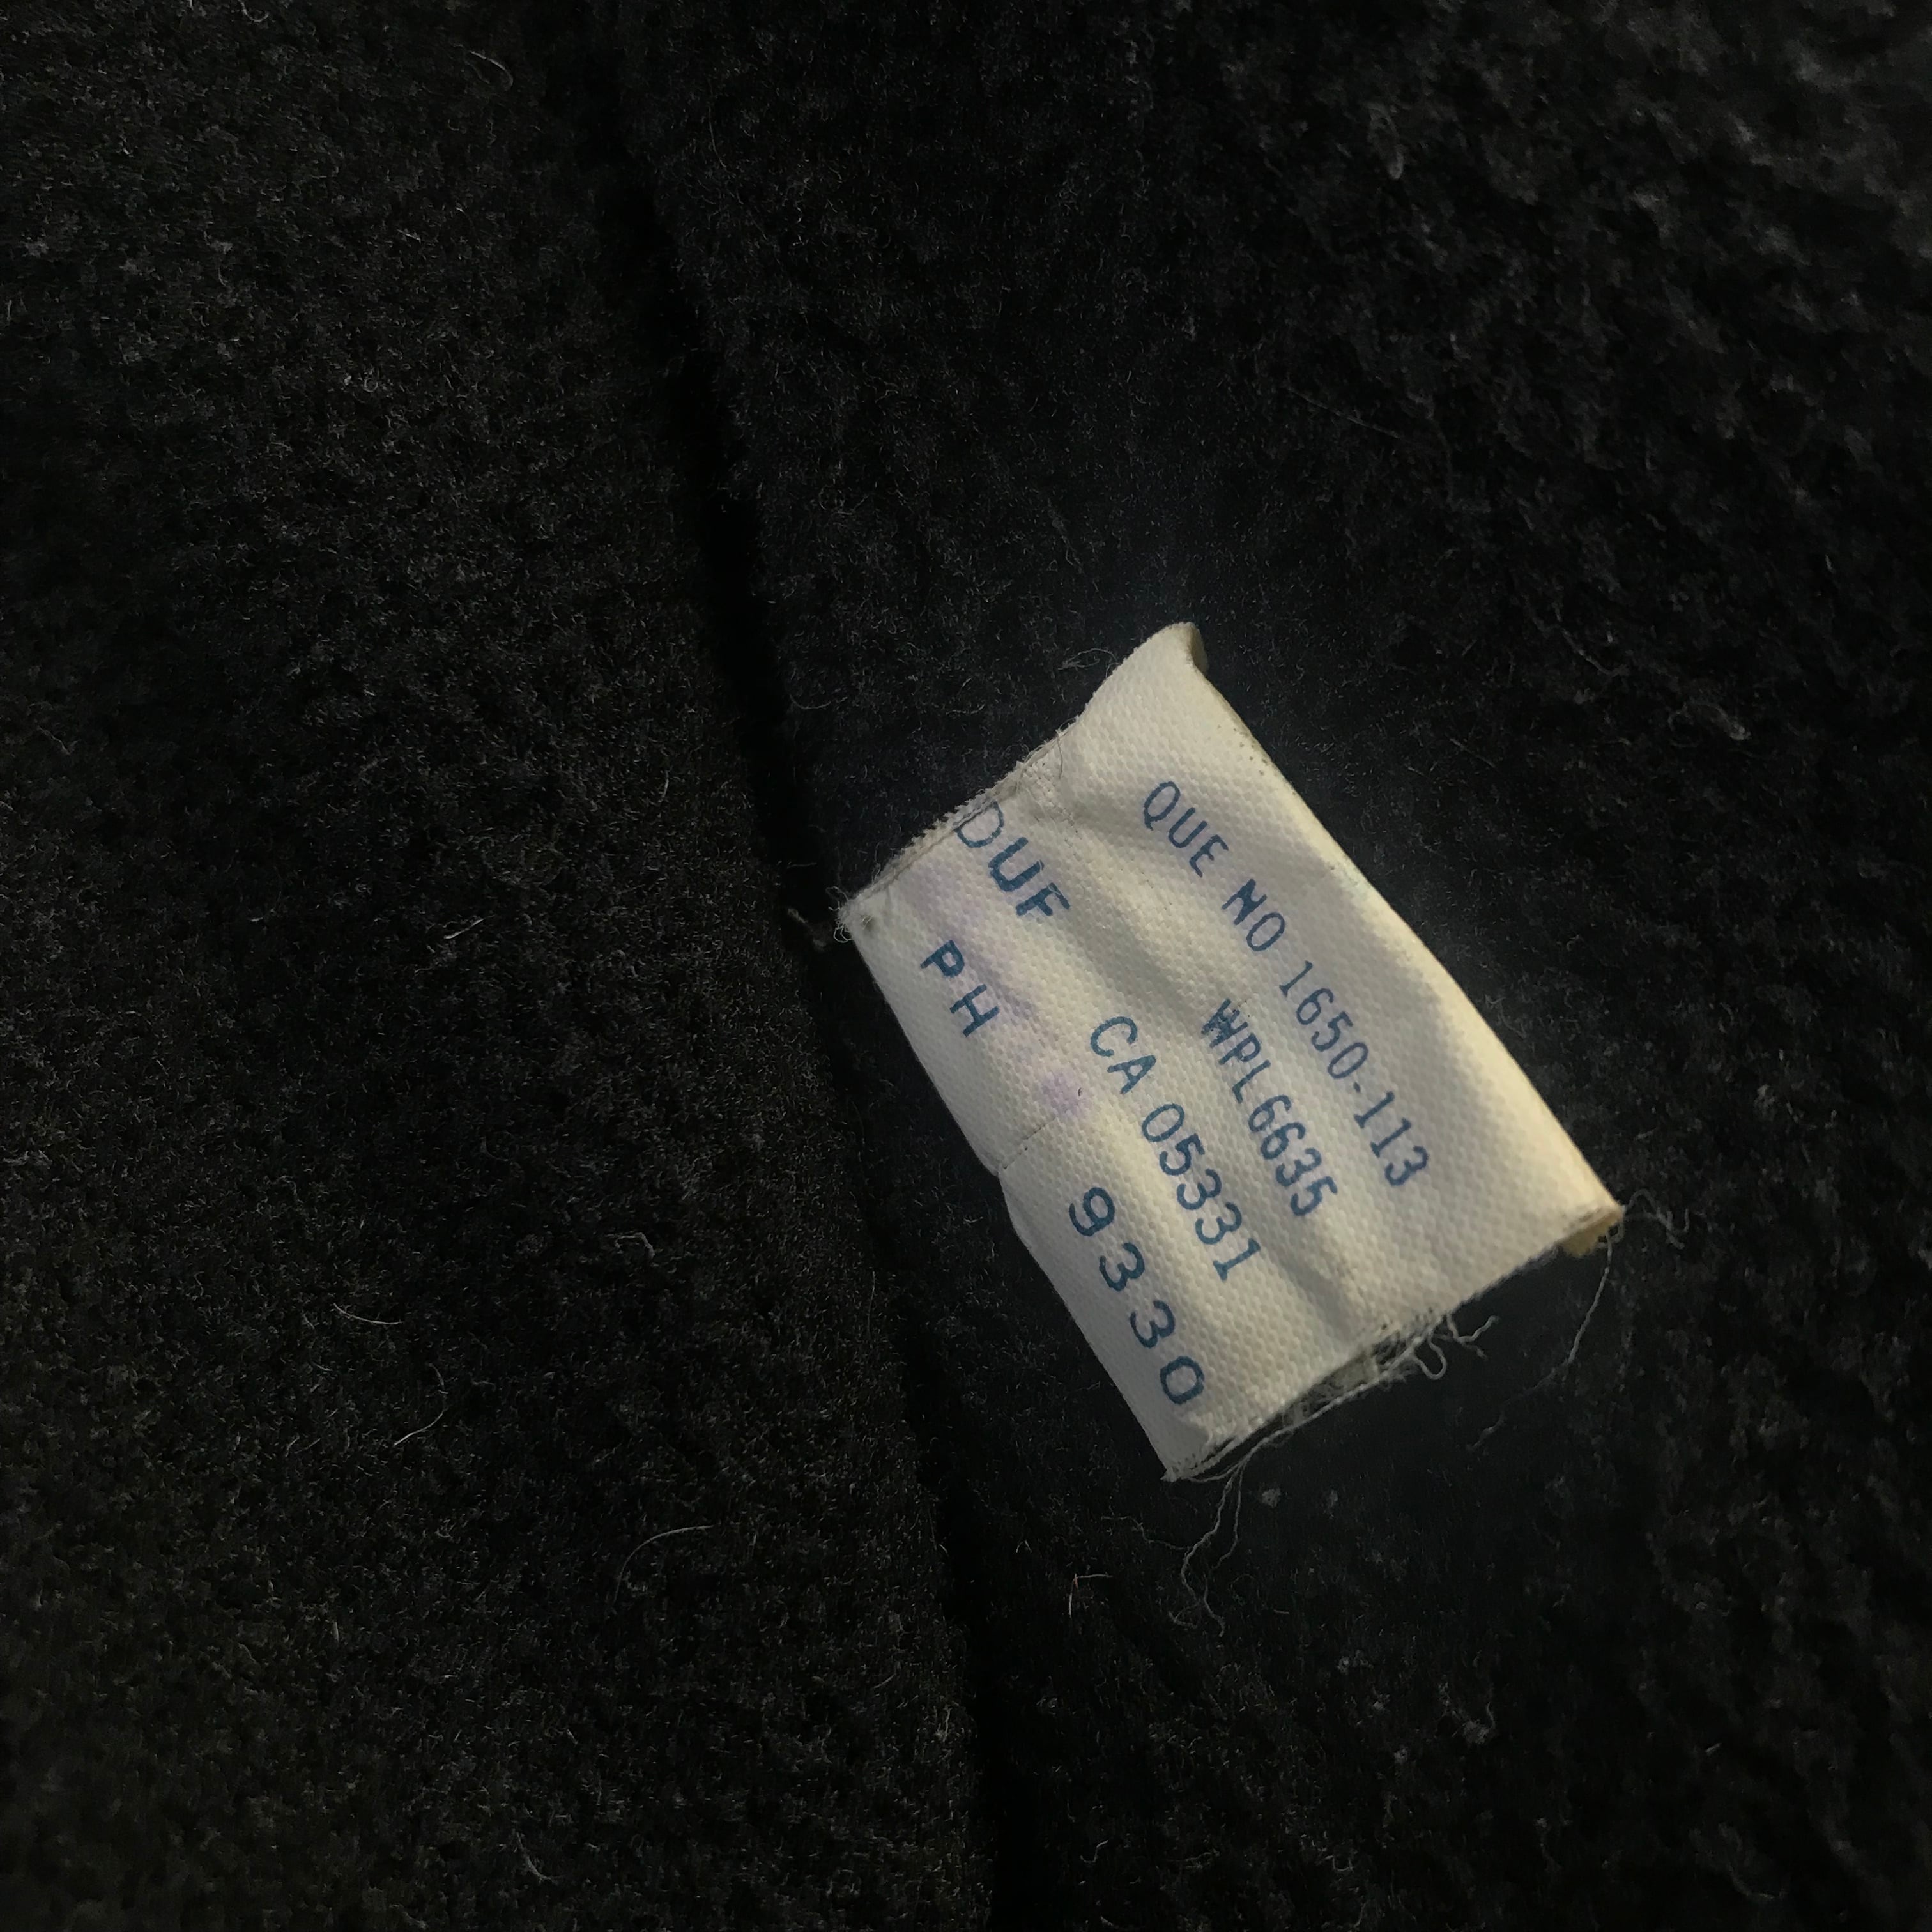 QUE NO 1650-113
WPL6635
DUF CA 05331
PH 9330